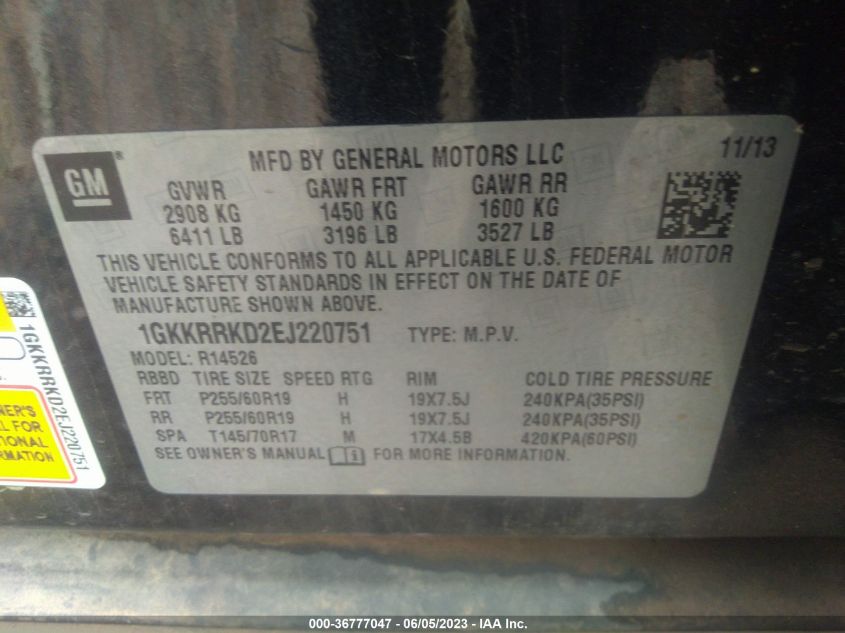 GM ®
MFD BY GENERAL MOTORS LLC
11/13
GVWR GAWR FRT GAWR RR
2908 KG 1450 KG 1600 KG
6411 LB 3196 LB 3527 LB
THIS VEHICLE CONFORMS TO ALL APPLICABLE U.S. FEDERAL MOTOR
VEHICLE SAFETY STANDARDS IN EFFECT ON THE DATE OF
MANUFACTURE SHOWN ABOVE.
1GKKRRKD2EJ220751 TYPE: M.P.V.
MODEL: R14526
RBBD TIRE SIZE SPEED RTG RIM COLD TIRE PRESSURE
FRT P255/60R19 H 19X7.5J 240KPA(35PSI)
RR P255/60R19 H 19X7.5J 240KPA(35PSI)
SPA T145/70R17 M 17X4.5B 420KPA(60PSI)
SEE OWNER'S MANUAL FOR MORE INFORMATION.
1GKKRRKD2EJ220751
WNER'S
L FOR
TIONAL
ION.
000-36777047 - 06/05/2023 - IAA Inc.